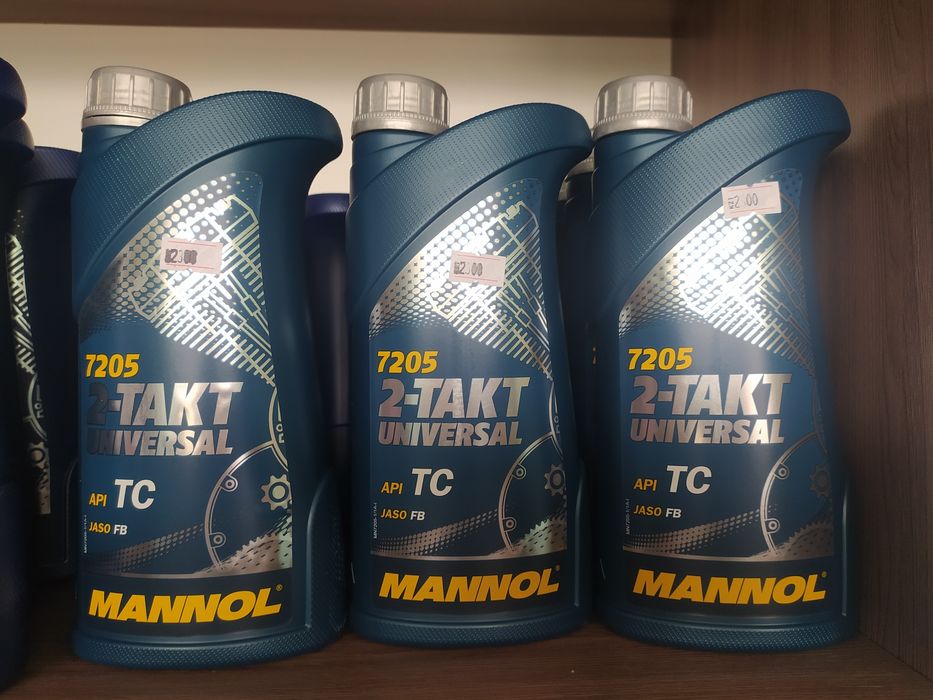 7205
2-TAKT
UNIVERSAL
API TC
JASO FB
MANNOL®
7205
2-TAKT
UNIVERSAL
API TC
JASO FB
MANNOL®
7205
2-TAKT
UNIVERSAL
API TC
JASO FB
MANNOL®